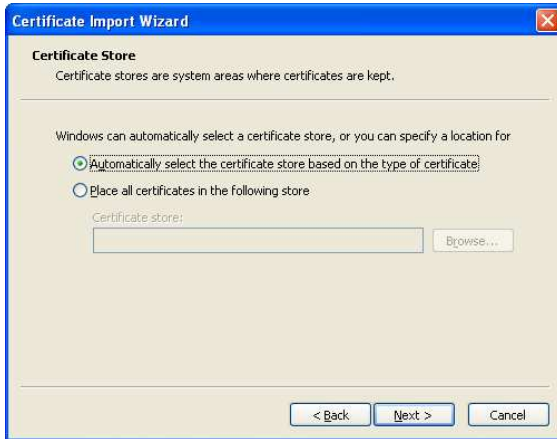 Certificate Import Wizard
Certificate Store
Certificate stores are system areas where certificates are kept.
Windows can automatically select a certificate store, or you can specify a location for
Automatically select the certificate store based on the type of certificate
Place all certificates in the following store
Certificate store:
Browse...
< Back
Next >
Cancel